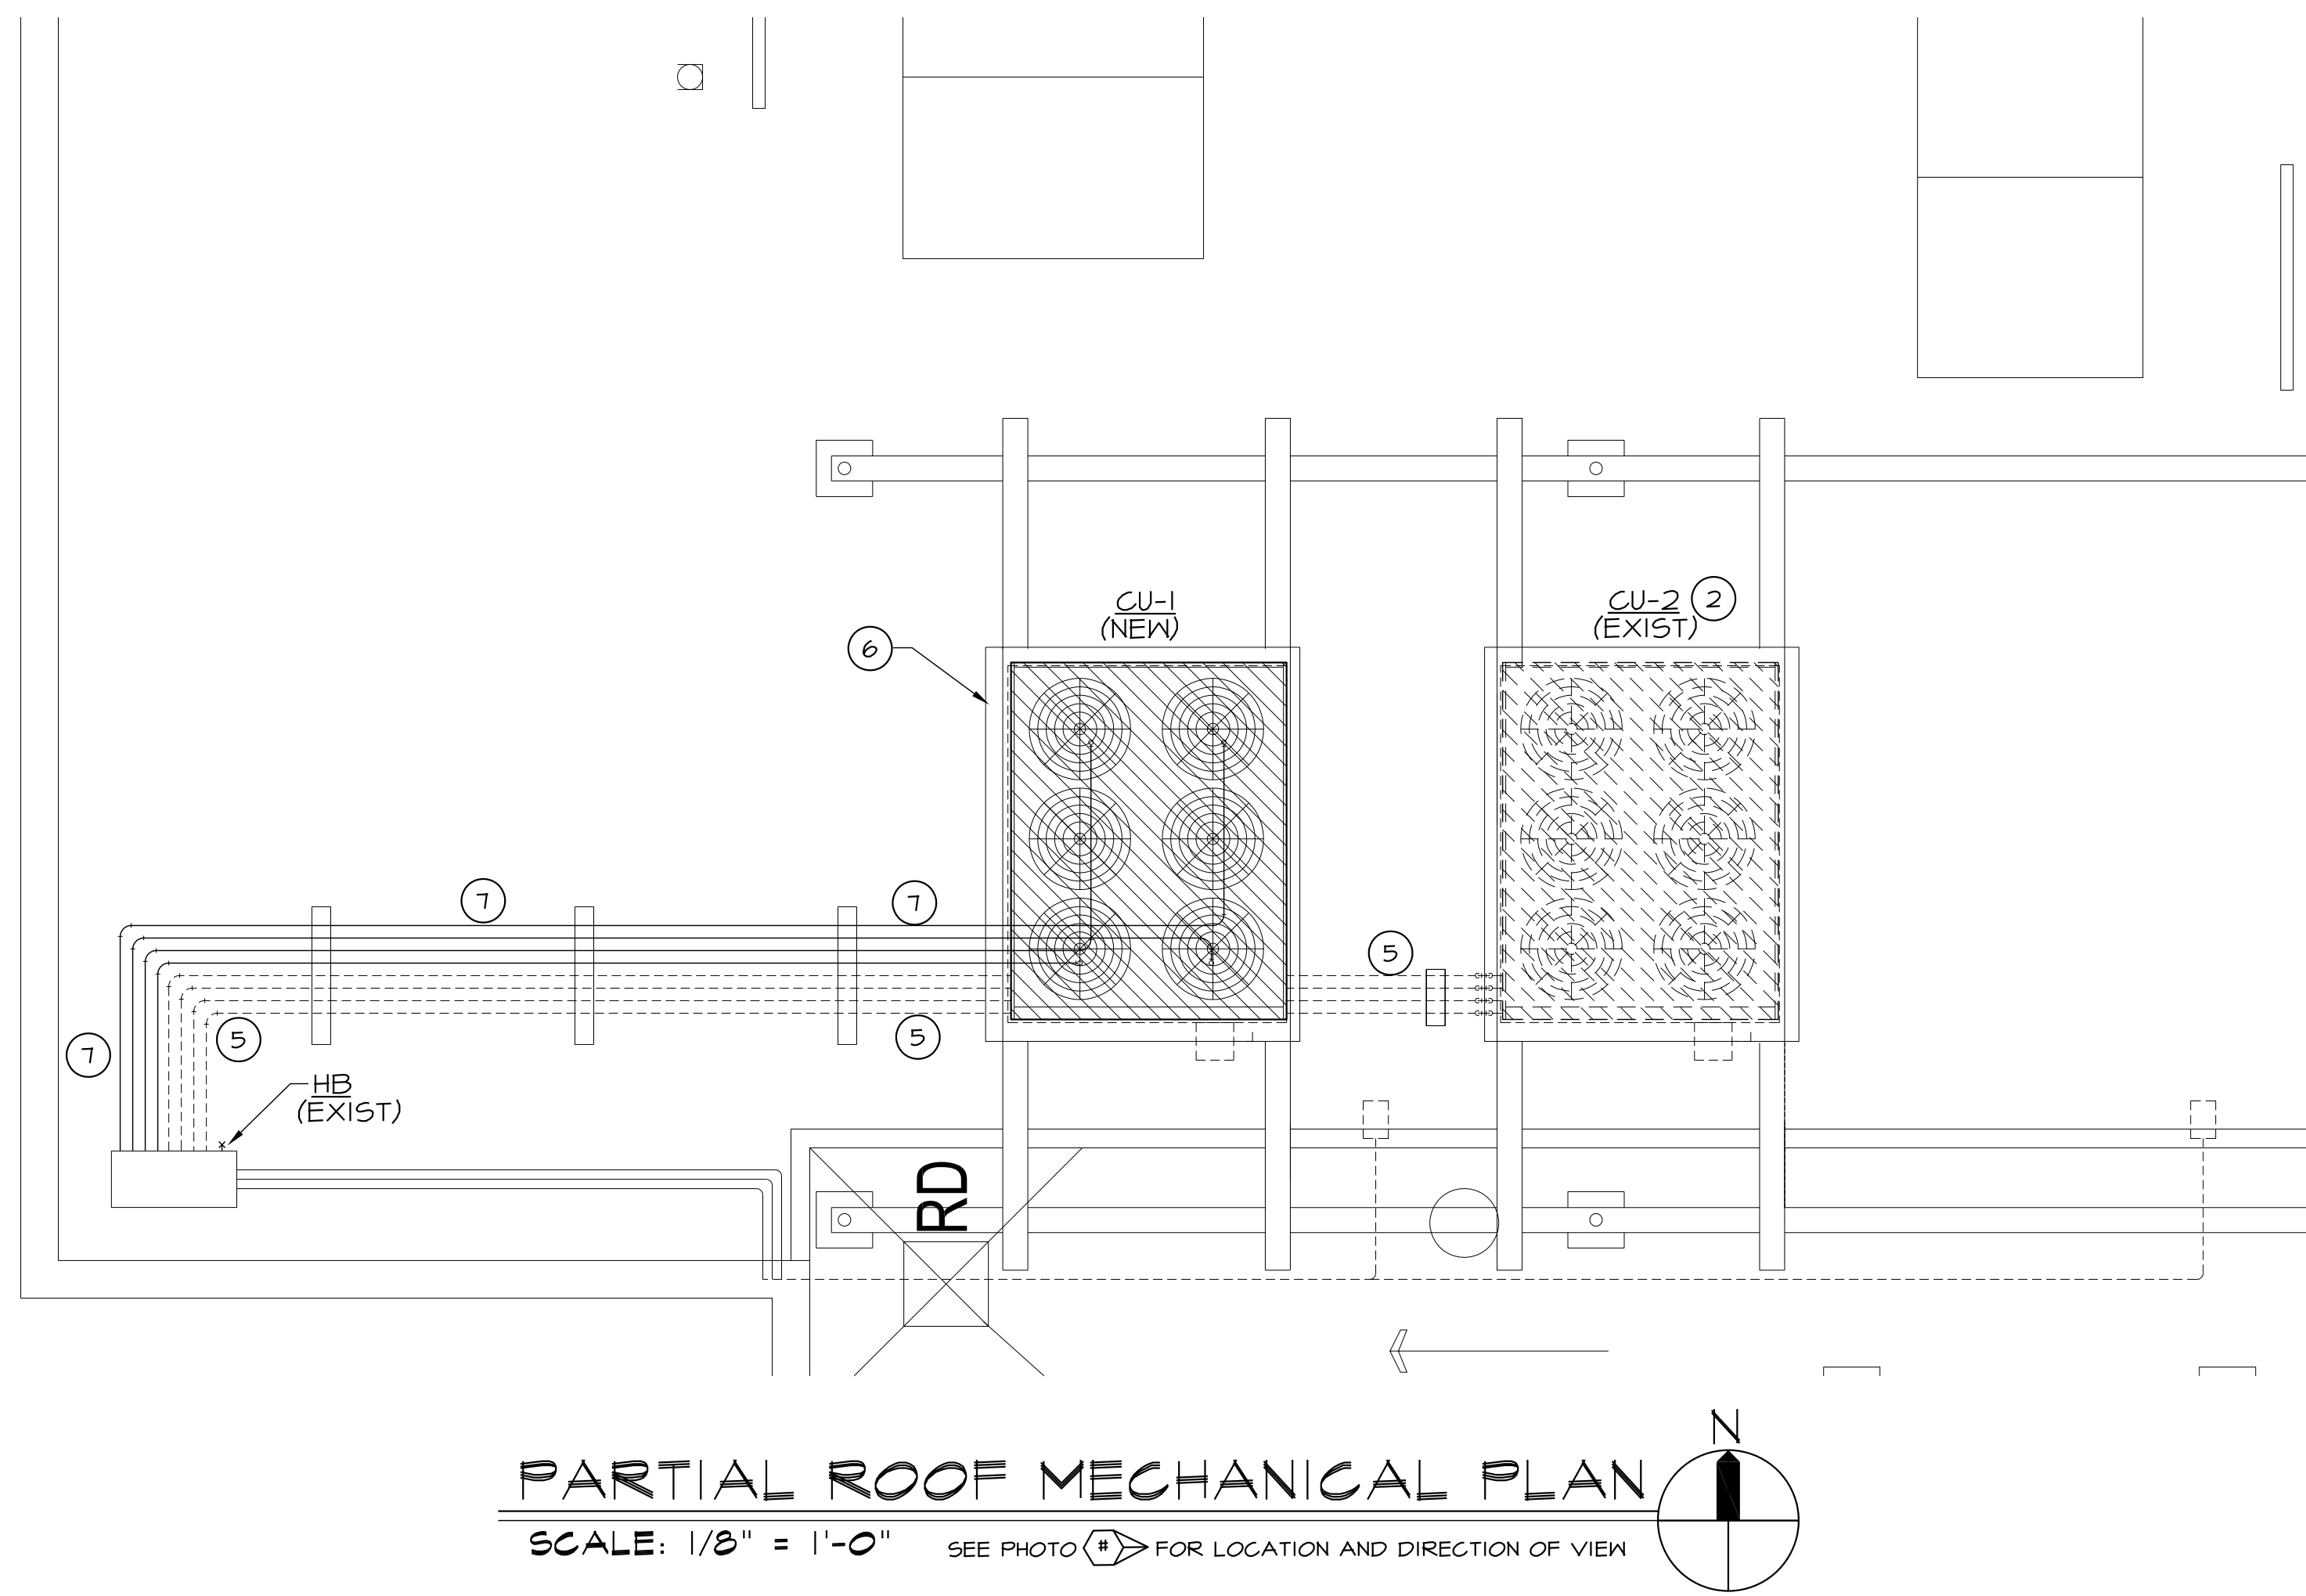 CU-1
(NEW)
CU-2 2
(EXIST)
6
7
7
5
7
5
5
HB
(EXIST)
RD
N
PARTIAL ROOF MECHANICAL PLAN
SCALE: 1/8" = 1'-0"
SEE PHOTO # FOR LOCATION AND DIRECTION OF VIEW